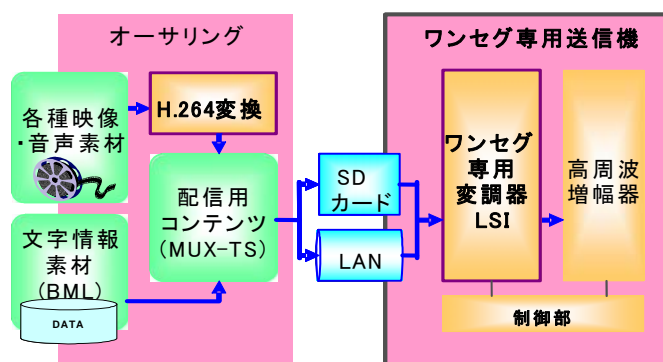 オーサリング
ワンセグ専用送信機
各種映像
・音声素材
H.264変換
配信用
コンテンツ
(MUX-TS)
文字情報
素材
(BML)
DATA
SD
カード
LAN
ワンセグ
専用
変調器
LSI
高周波
増幅器
制御部